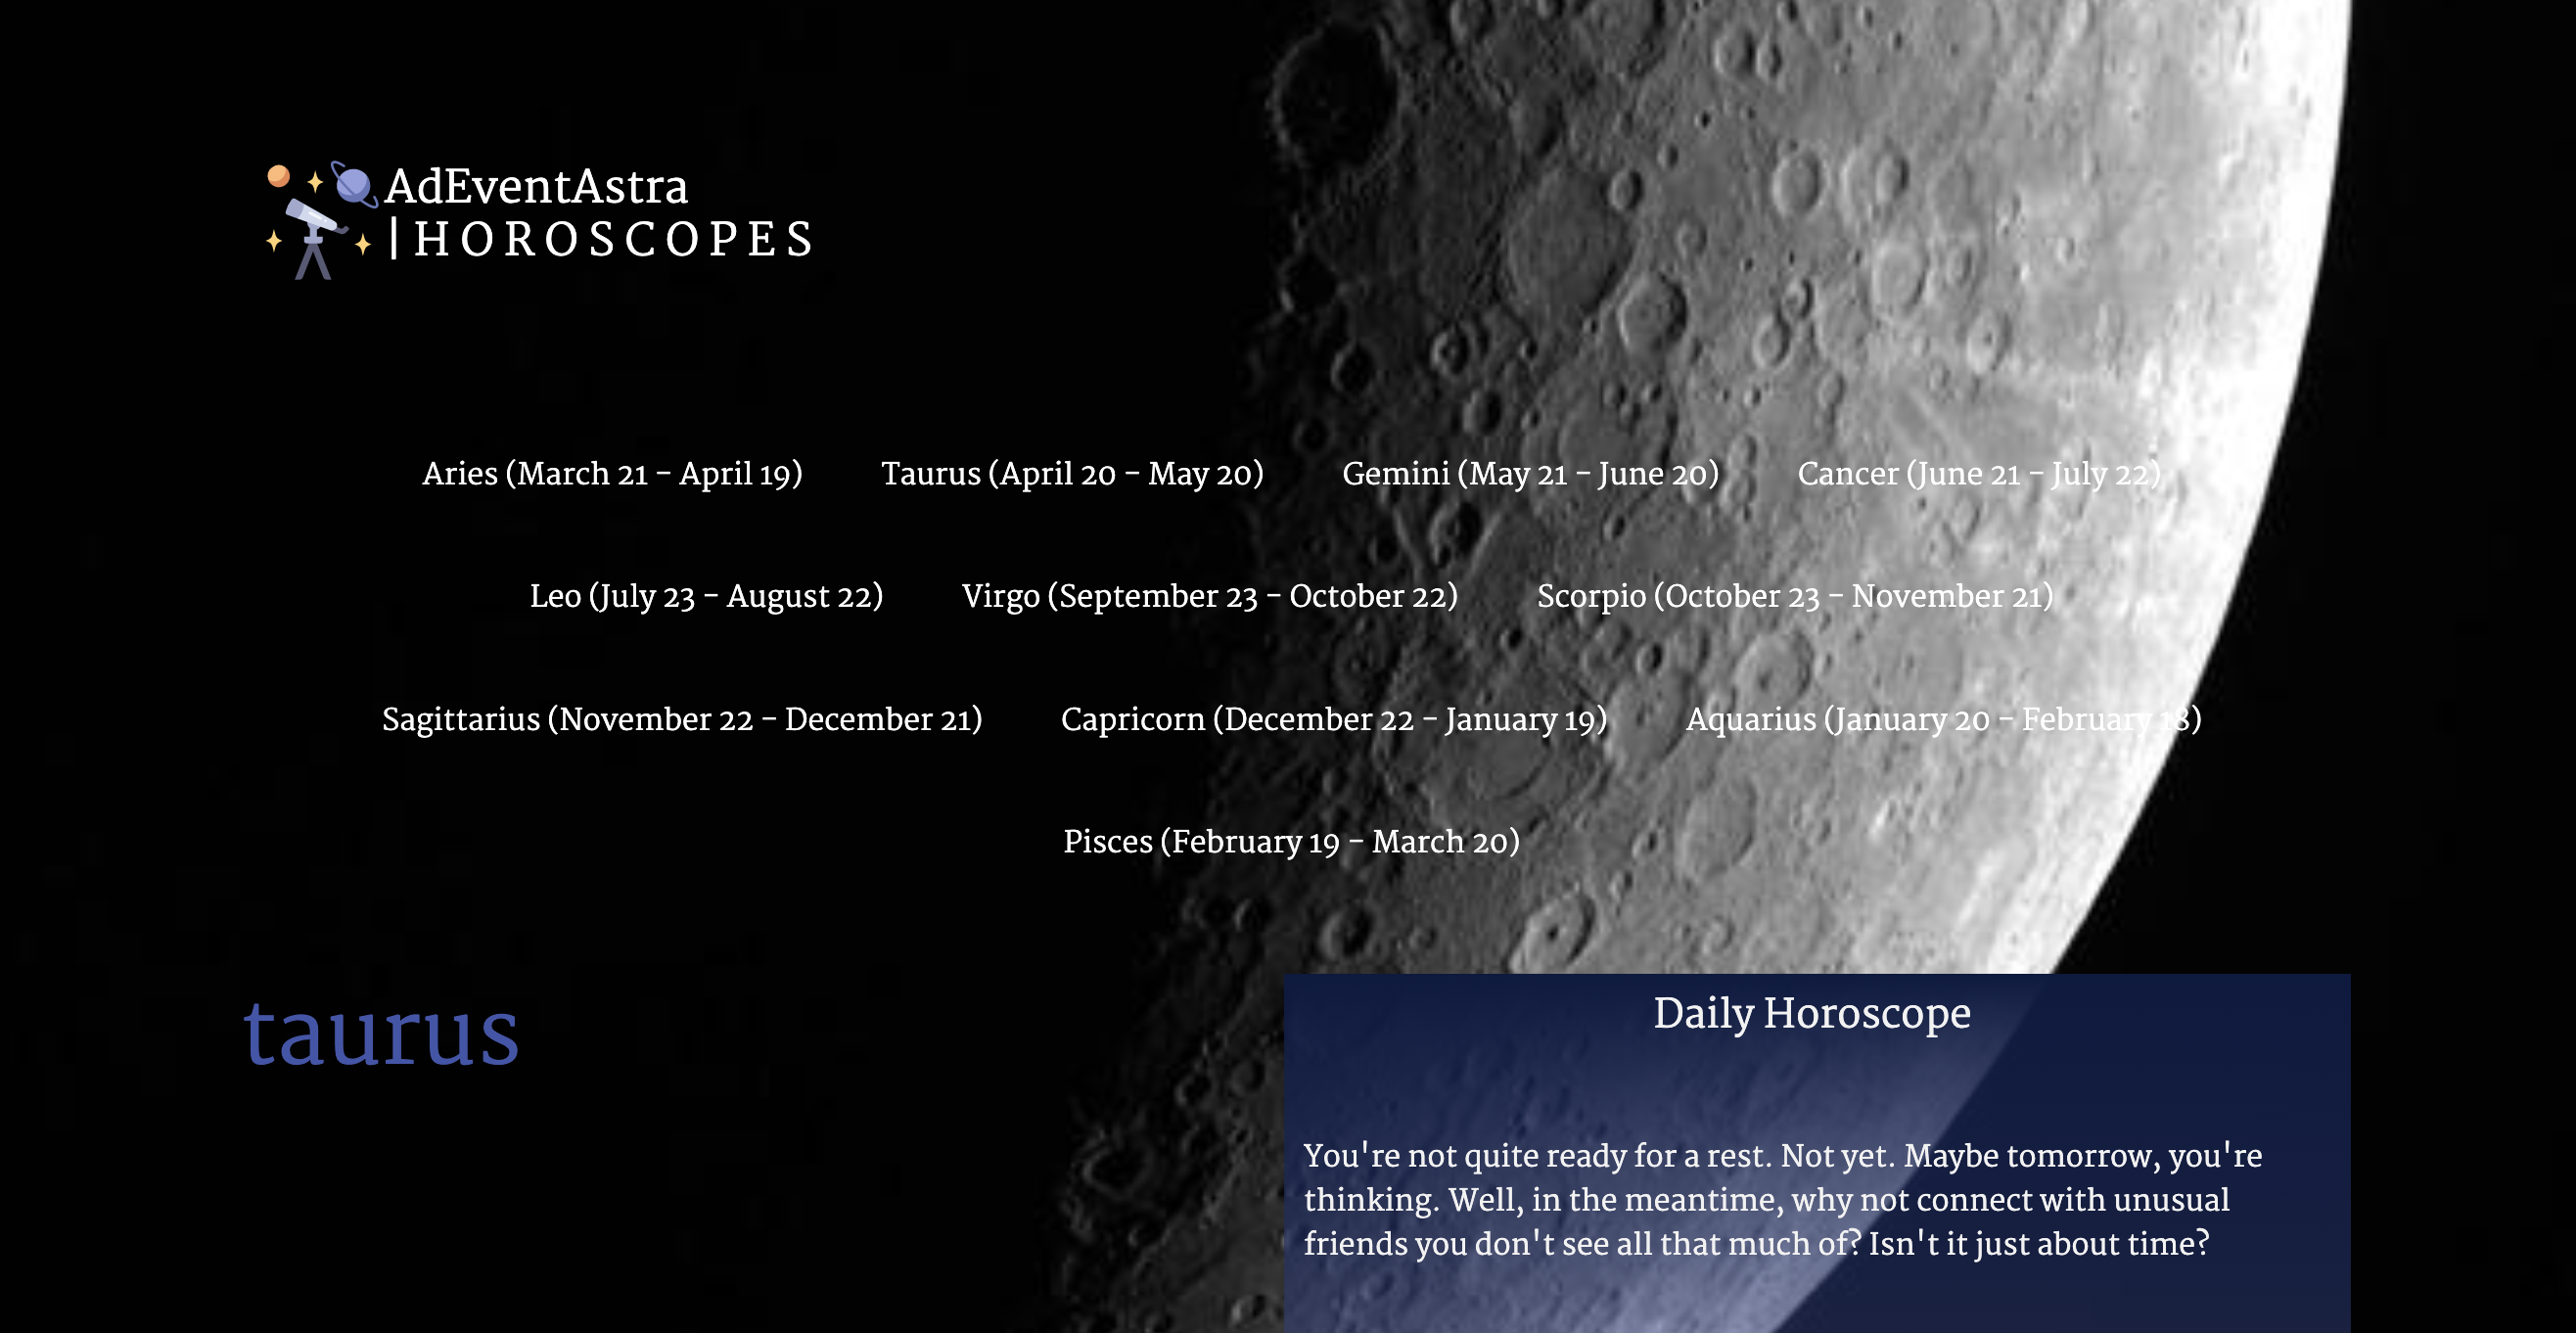 AdEventAstra
| HOROSCOPES
Aries (March 21 - April 19) Taurus (April 20 - May 20) Gemini (May 21 - June 20) Cancer (June 21 - July 22)
Leo (July 23 - August 22) Virgo (September 23 - October 22) Scorpio (October 23 - November 21)
Sagittarius (November 22 - December 21) Capricorn (December 22 - January 19) Aquarius (January 20 - February 18)
Pisces (February 19 - March 20)
taurus
Daily Horoscope
You're not quite ready for a rest. Not yet. Maybe tomorrow, you're
thinking. Well, in the meantime, why not connect with unusual
friends you don't see all that much of? Isn't it just about time?